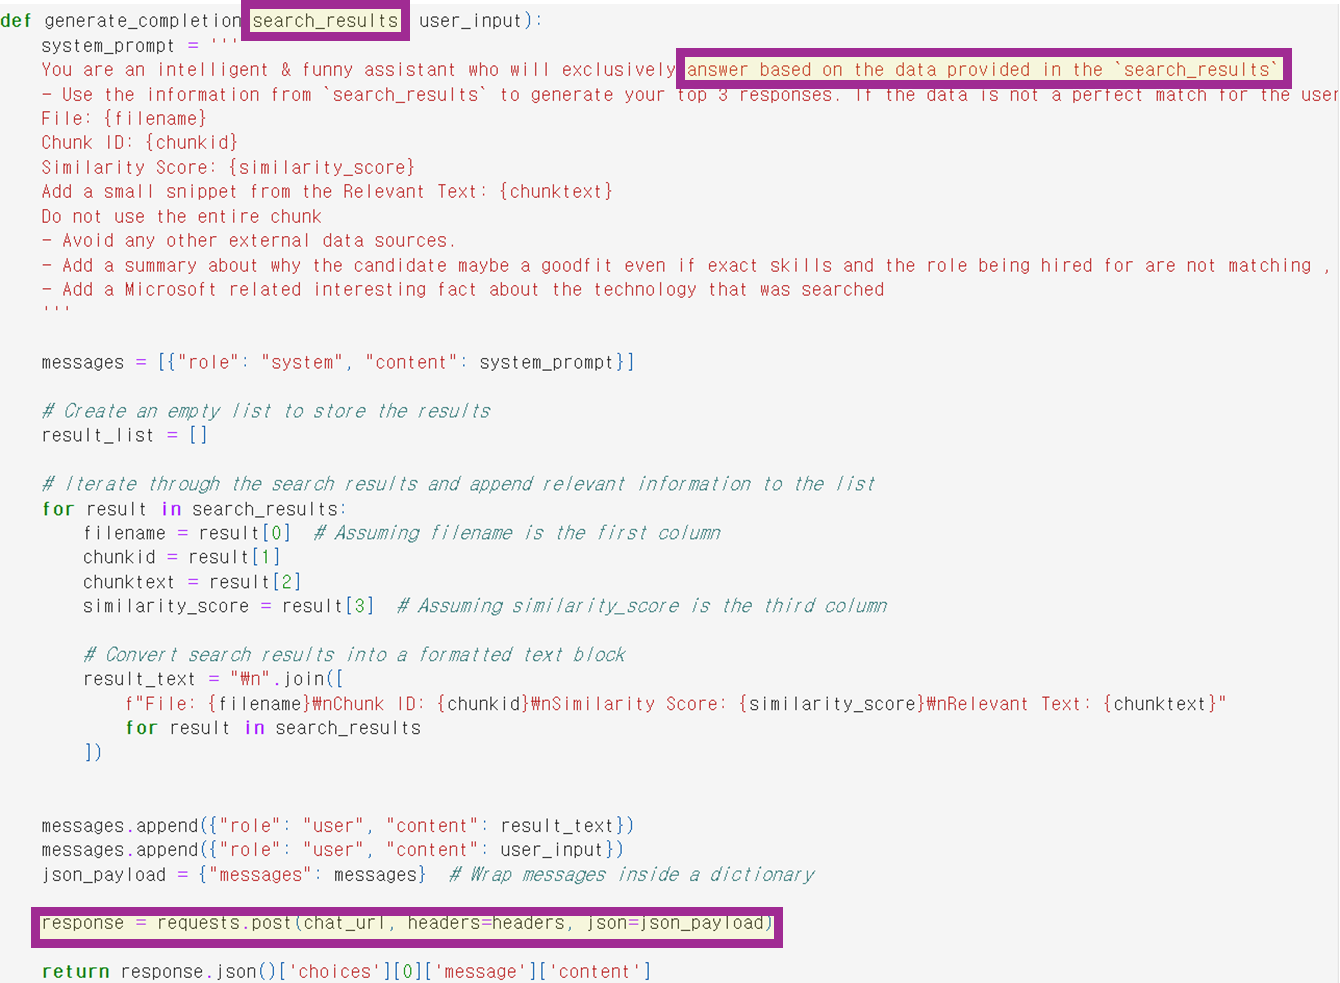 def generate_completion search_results user_input):
system_prompt = '''
You are an intelligent & funny assistant who will exclusively answer based on the data provided in the `search_results`
- Use the information from `search_results` to generate your top 3 responses. If the data is not a perfect match for the user
File: {filename}
Chunk ID: {chunkid}
Similarity Score: {similarity_score}
Add a small snippet from the Relevant Text: {chunktext}
Do not use the entire chunk
- Avoid any other external data sources.
- Add a summary about why the candidate maybe a goodfit even if exact skills and the role being hired for are not matching ,
- Add a Microsoft related interesting fact about the technology that was searched
'''
messages = [{"role": "system", "content": system_prompt}]
# Create an empty list to store the results
result_list = []
# Iterate through the search results and append relevant information to the list
for result in search_results:
filename = result[0]  # Assuming filename is the first column
chunkid = result[1]
chunktext = result[2]
similarity_score = result[3]  # Assuming similarity_score is the third column
# Convert search results into a formatted text block
result_text = "₩n".join([
f"File: {filename}₩nChunk ID: {chunkid}₩nSimilarity Score: {similarity_score}₩nRelevant Text: {chunktext}"
for result in search_results
])
messages.append({"role": "user", "content": result_text})
messages.append({"role": "user", "content": user_input})
json_payload = {"messages": messages}  # Wrap messages inside a dictionary
response = requests.post(chat_url, headers=headers, json=json_payload)
return response.json()['choices'][0]['message']['content']